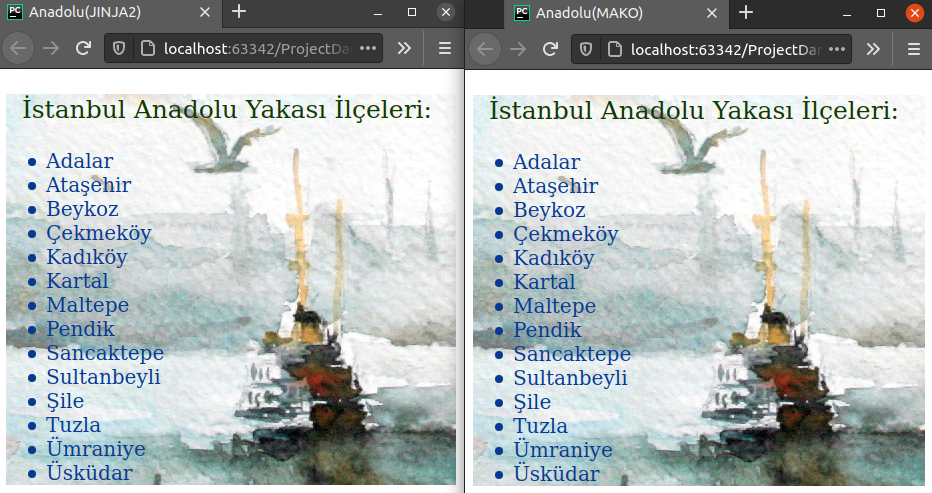 PC Anadolu(JINJA2)
localhost:63342/ProjectDar
İstanbul Anadolu Yakası İlçeleri:
Adalar
Ataşehir
Beykoz
Çekmeköy
Kadıköy
Kartal
Maltepe
Pendik
Sancaktepe
Sultanbeyli
Şile
Tuzla
Ümraniye
Üsküdar
PC Anadolu(MAKO)
localhost:63342/ProjectDar
İstanbul Anadolu Yakası İlçeleri:
Adalar
Ataşehir
Beykoz
Çekmeköy
Kadıköy
Kartal
Maltepe
Pendik
Sancaktepe
Sultanbeyli
Şile
Tuzla
Ümraniye
Üsküdar